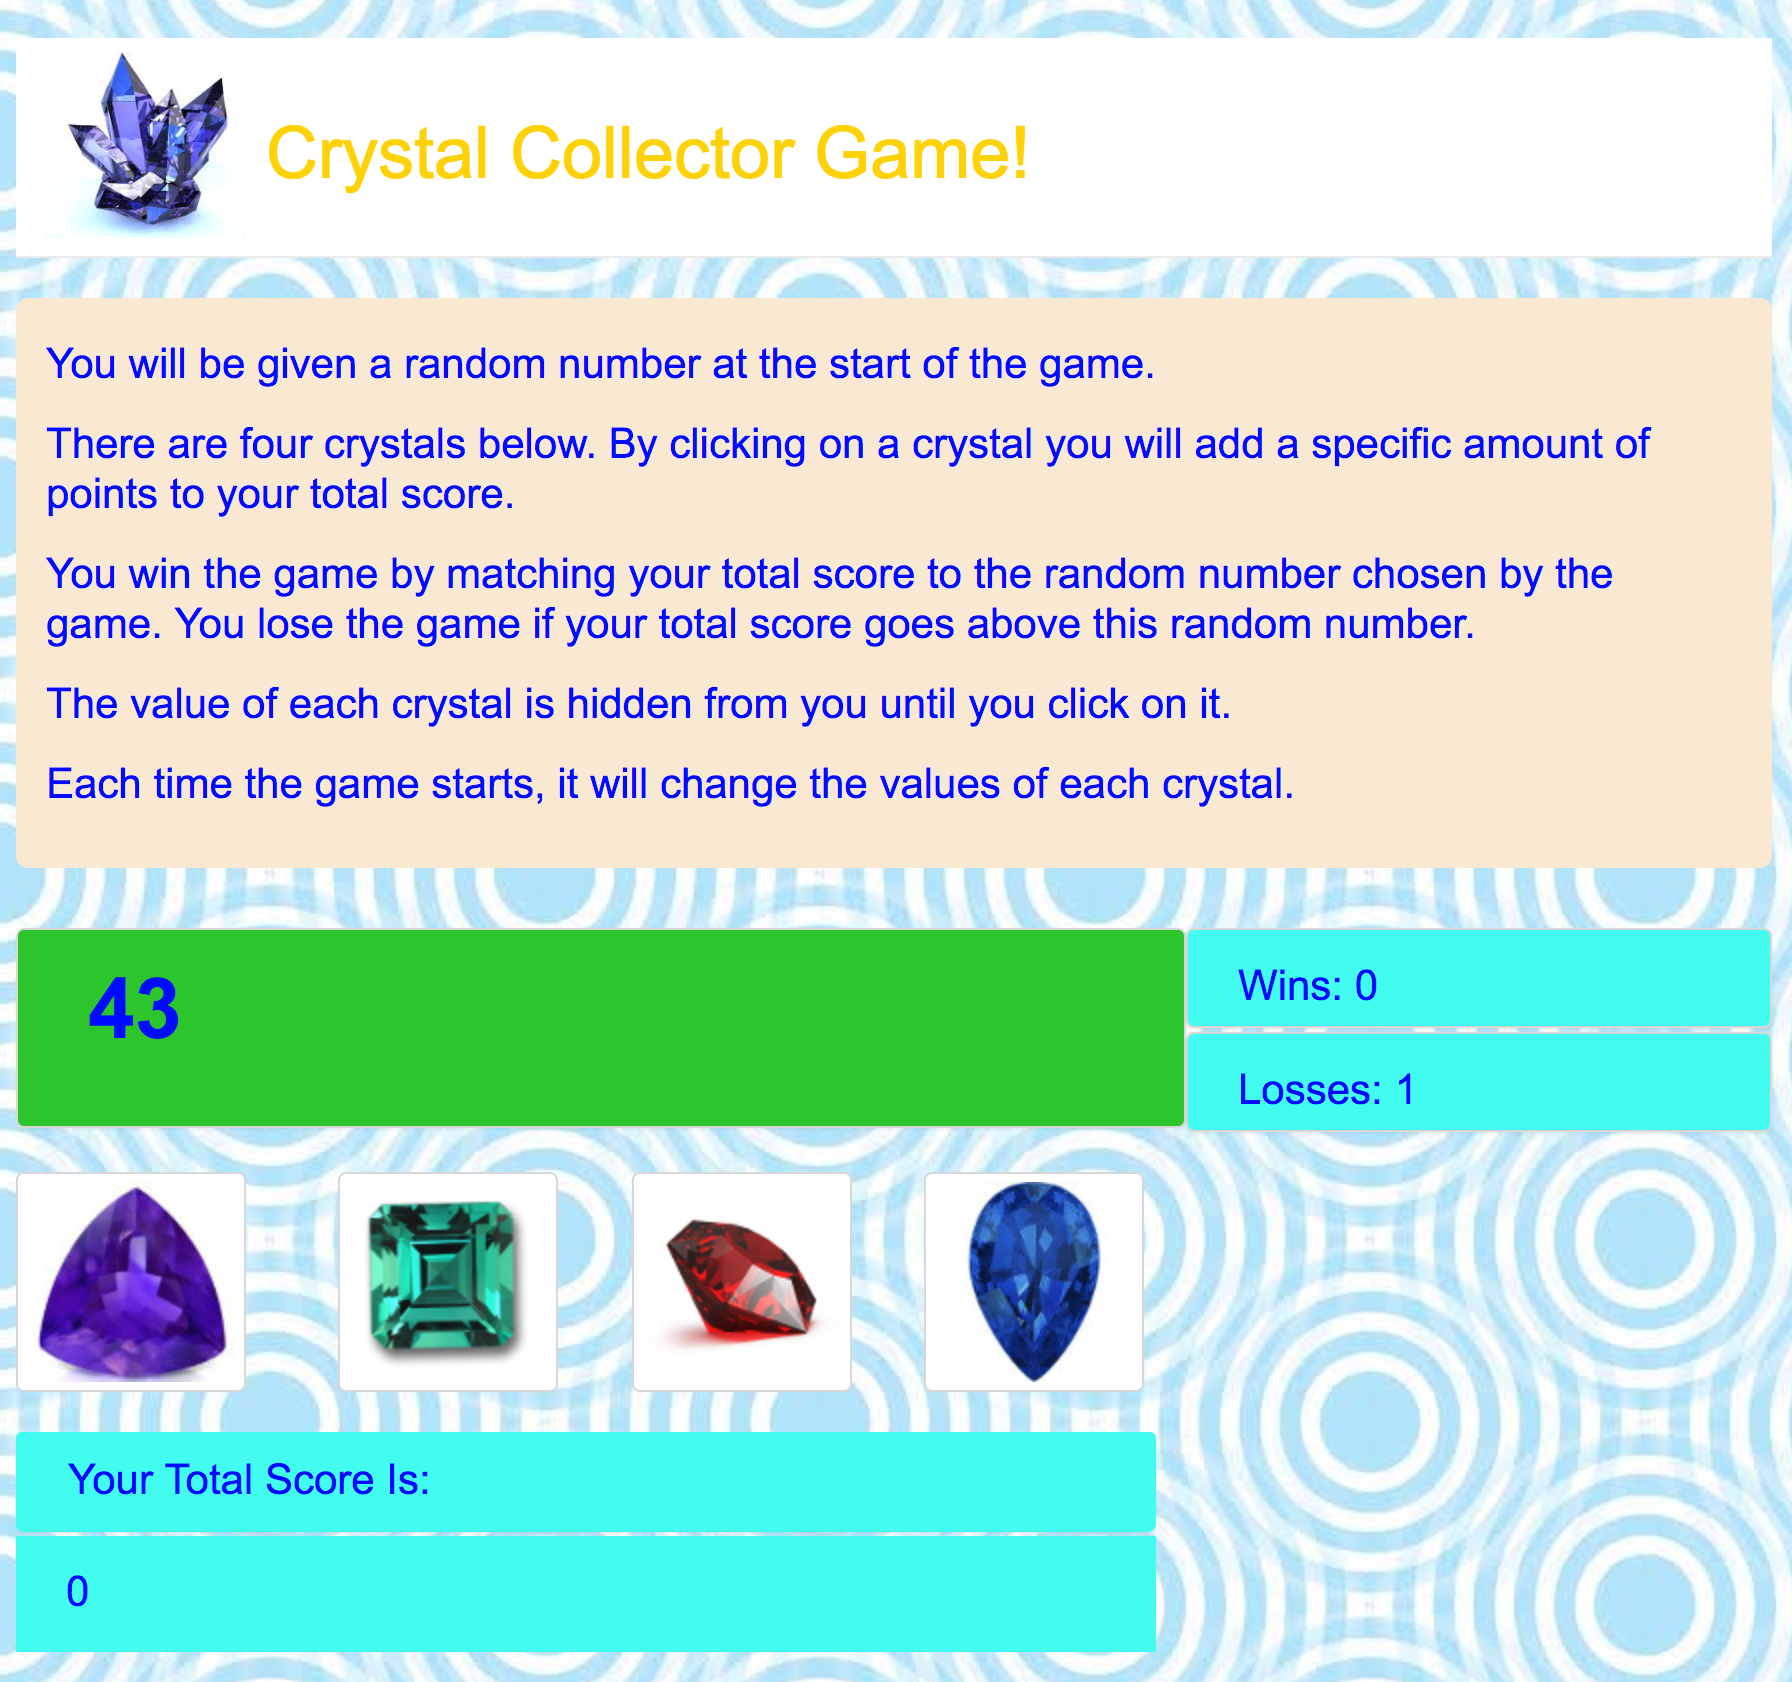 Crystal Collector Game!
You will be given a random number at the start of the game.
There are four crystals below. By clicking on a crystal you will add a specific amount of
points to your total score.
You win the game by matching your total score to the random number chosen by the
game. You lose the game if your total score goes above this random number.
The value of each crystal is hidden from you until you click on it.
Each time the game starts, it will change the values of each crystal.
43
Wins: 0
Losses: 1
Your Total Score Is:
0